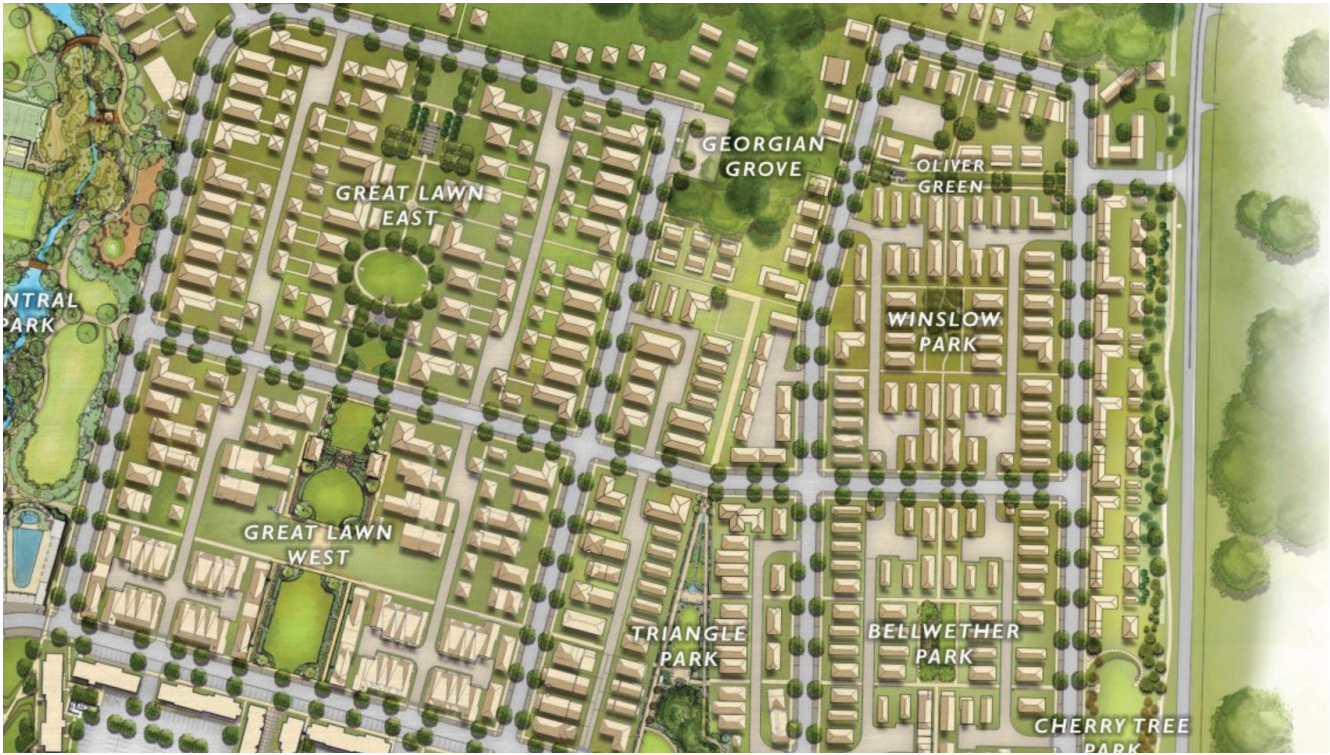 GEORGIAN
GROVE
OLIVER
GREEN
GREAT LAWN
EAST
NTRAL
PARK
WINSLOW
PARK
GREAT LAWN
WEST
TRIANGLE
PARK
BELLWETHER
PARK
CHERRY TREE
PARK